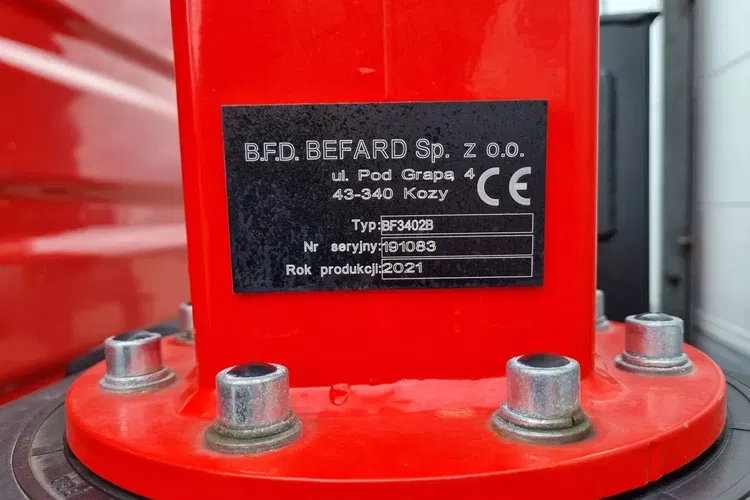 B.F.D. BEFARD Sp. z o.o.
ul. Pod Grapą 4
43-340 Kozy
CE
Typ: BF3402B
Nr seryjny: 191083
Rok produkcji: 2021